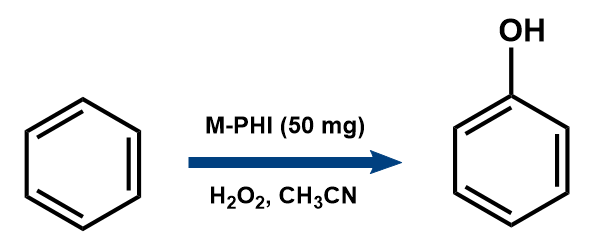 OH
M-PHI (50 mg)
H₂O₂, CH₃CN